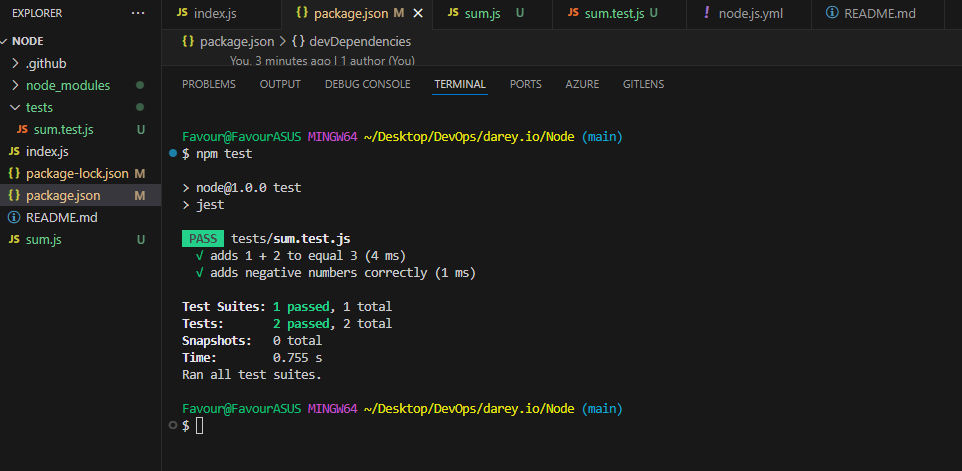 EXPLORER ···
NODE
.github
node_modules
tests
JS sum.test.js U
JS index.js
{} package-lock.json M
{} package.json M
README.md
JS sum.js U
JS index.js {} package.json M × JS sum.js U JS sum.test.js U ! node.js.yml README.md
{} package.json > {} devDependencies
You, 3 minutes ago | 1 author (You)
PROBLEMS OUTPUT DEBUG CONSOLE TERMINAL PORTS AZURE GITLENS
Favour@FavourASUS MINGW64 ~/Desktop/DevOps/darey.io/Node (main)
$ npm test
> node@1.0.0 test
> jest
PASS tests/sum.test.js
√ adds 1 + 2 to equal 3 (4 ms)
√ adds negative numbers correctly (1 ms)
Test Suites: 1 passed, 1 total
Tests: 2 passed, 2 total
Snapshots: 0 total
Time: 0.755 s
Ran all test suites.
Favour@FavourASUS MINGW64 ~/Desktop/DevOps/darey.io/Node (main)
$